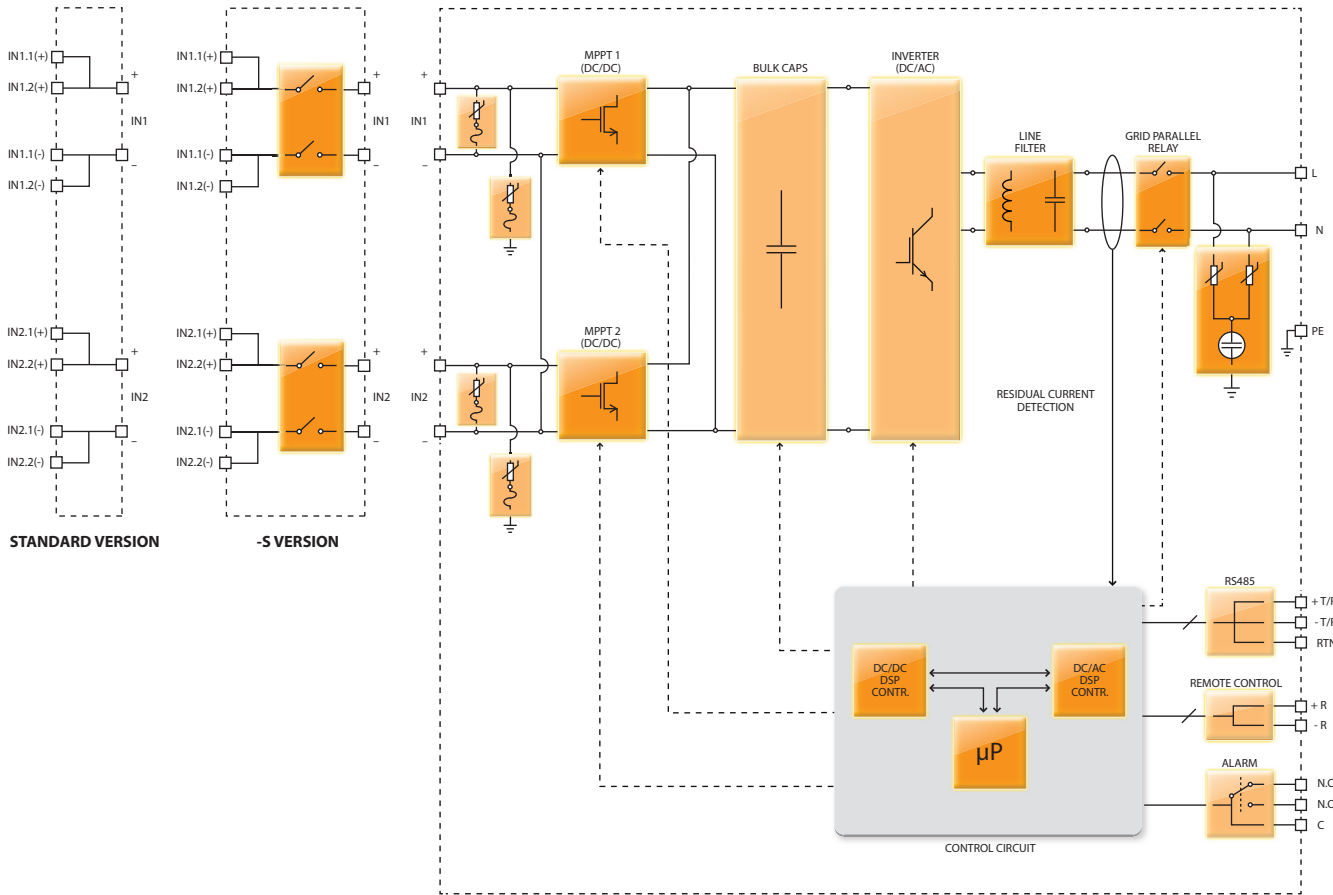 IN1.1(+)
IN1.2(+)
+
IN1
IN1.1(-)
–
IN1.2(-)
IN2.1(+)
+
IN2.2(+)
IN2
IN2.1(-)
–
IN2.2(-)
STANDARD VERSION
IN1.1(+)
+
IN1.2(+)
IN1
IN1.1(-)
–
IN1.2(-)
IN2.1(+)
+
IN2.2(+)
IN2
IN2.1(-)
–
IN2.2(-)
-S VERSION
+
IN1
–
+
IN2
–
MPPT 1
(DC/DC)
MPPT 2
(DC/DC)
BULK CAPS
INVERTER
(DC/AC)
LINE
FILTER
GRID PARALLEL
RELAY
L
N
PE
RESIDUAL CURRENT
DETECTION
DC/DC
DSP
CONTR.
DC/AC
DSP
CONTR.
µP
CONTROL CIRCUIT
RS485
+ T/R
- T/R
RTN
REMOTE CONTROL
+ R
- R
ALARM
N.C
N.O
C